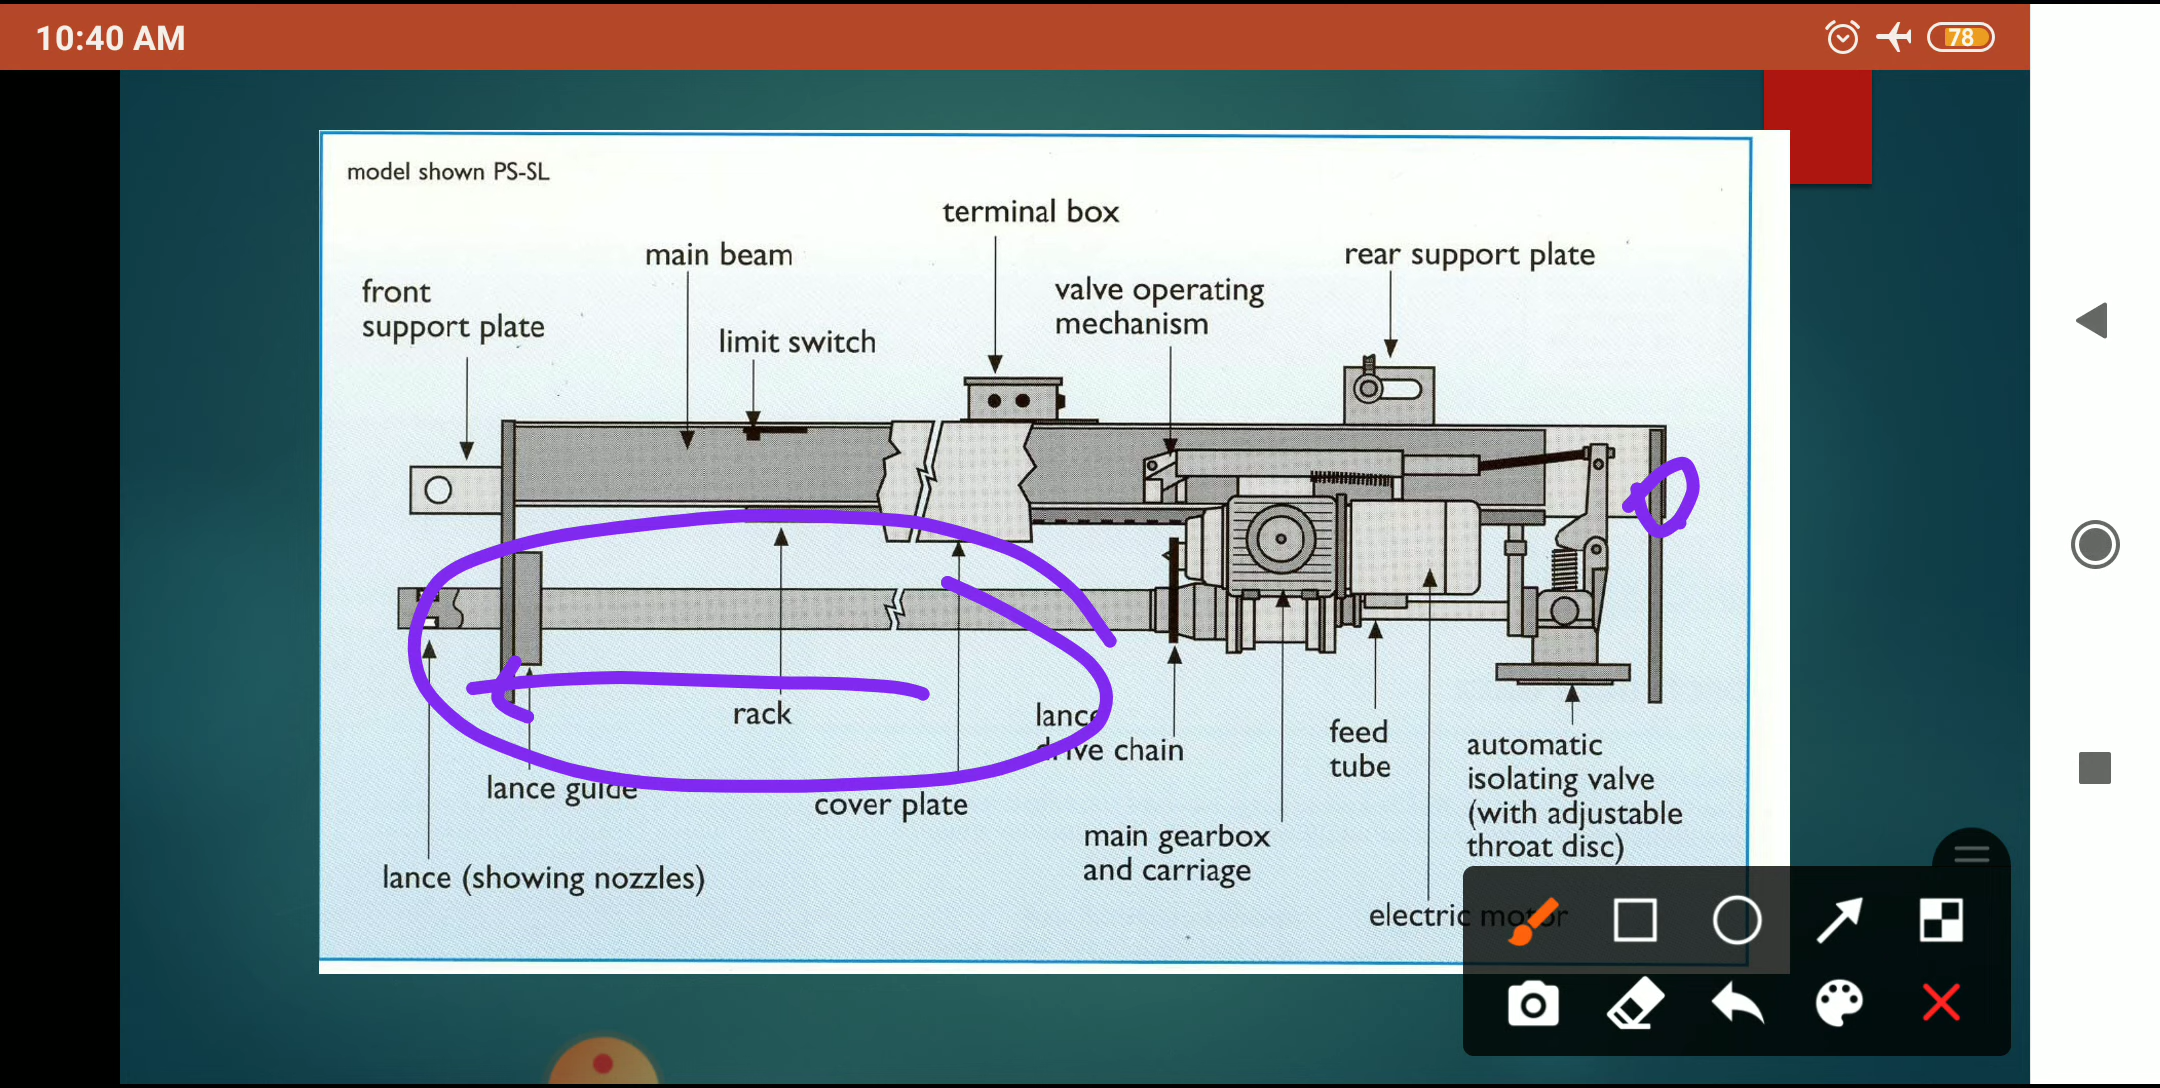 10:40 AM
78
model shown PS-SL
terminal box
main beam
rear support plate
front
support plate
valve operating
mechanism
limit switch
rack
lance
drive chain
feed
tube
automatic
isolating valve
(with adjustable
throat disc)
lance guide
cover plate
main gearbox
and carriage
lance (showing nozzles)
electric motor